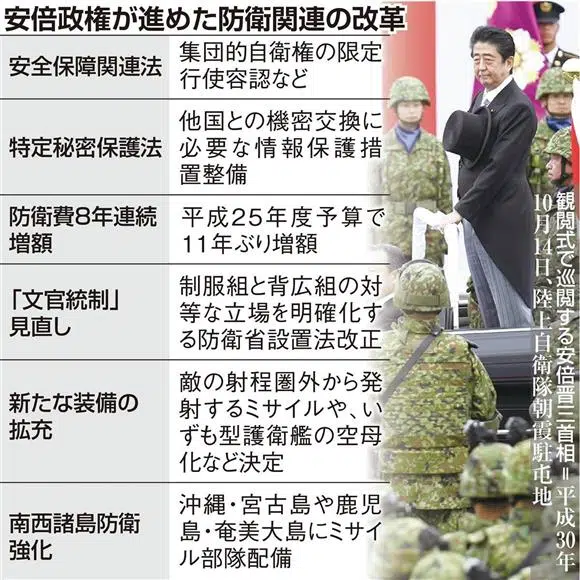 安倍政権が進めた防衛関連の改革
安全保障関連法
集団的自衛権の限定
行使容認など
特定秘密保護法
他国との機密交換に
必要な情報保護措
置整備
防衛費8年連続
増額
平成25年度予算で
11年ぶり増額
「文官統制」
見直し
制服組と背広組の対
等な立場を明確化す
る防衛省設置法改正
新たな装備の
拡充
敵の射程圏外から発
射するミサイルや、い
ずも型護衛艦の空母
化など決定
南西諸島防衛
強化
沖縄・宮古島や鹿児
島・奄美大島にミサイ
ル部隊配備
観閲式で巡閲する安倍晋三首相＝平成30年
10月14日、陸上自衛隊朝霞駐屯地